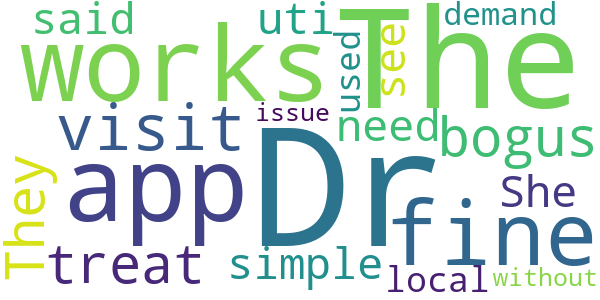 said uti demand
works The
used see
issue
visit need bogus
They app Dr fine She
treat simple local without